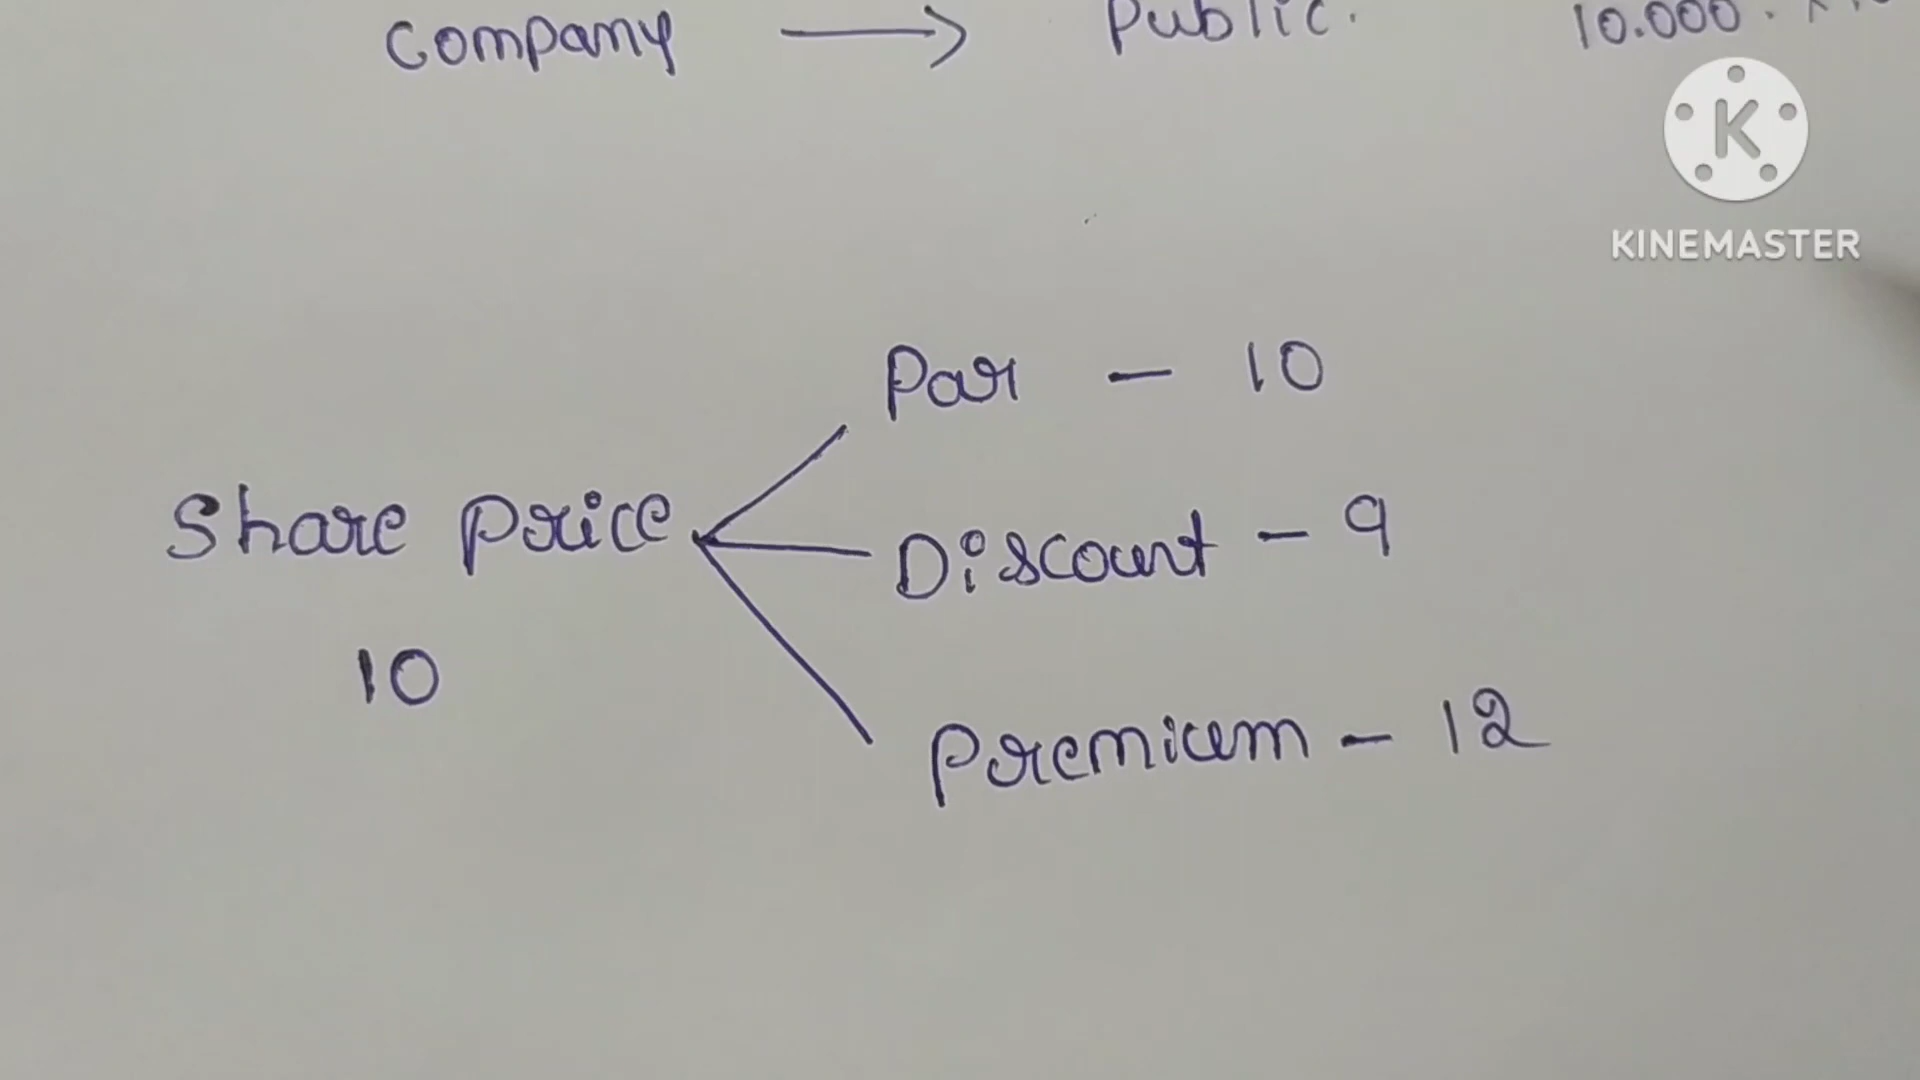 Company → Public. 10.000.
KINEMASTER
Par - 10
Share Price
Discount - 9
10
Premium - 12